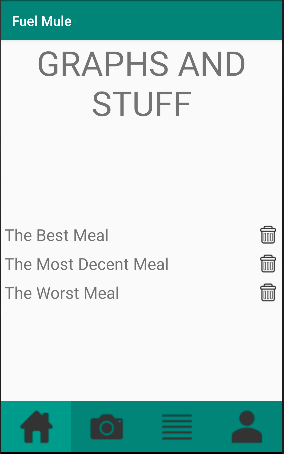 Fuel Mule
GRAPHS AND
STUFF
The Best Meal
The Most Decent Meal
The Worst Meal